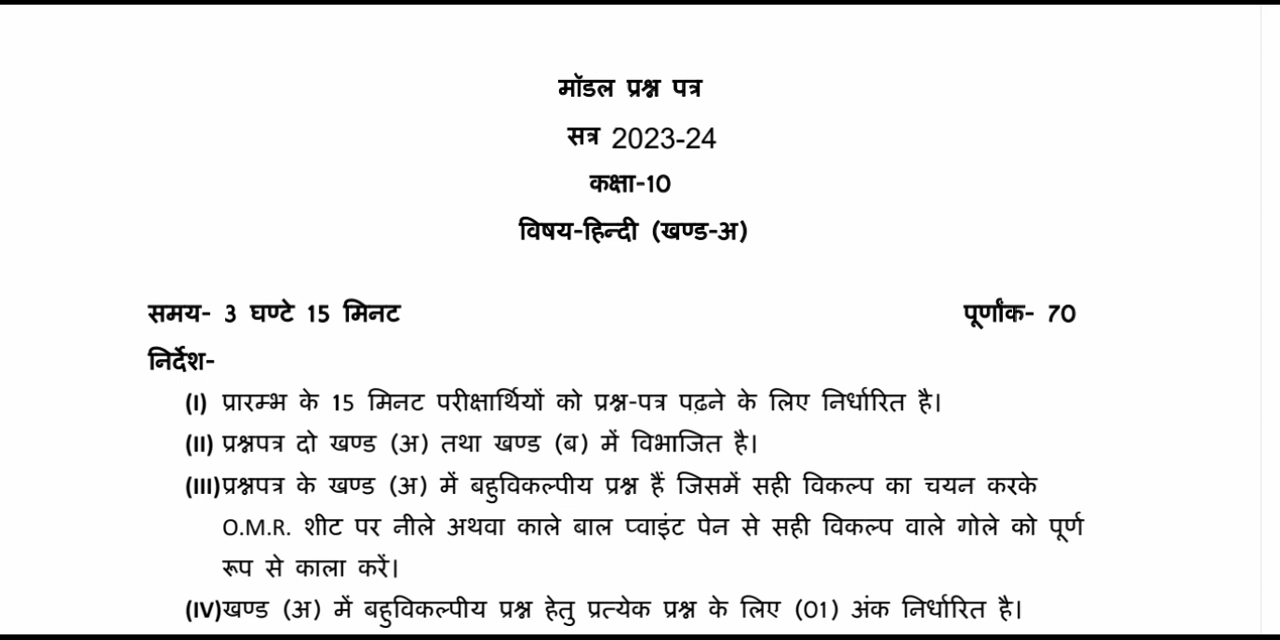 मॉडल प्रश्न पत्र
सत्र 2023-24
कक्षा-10
विषय-हिन्दी (खण्ड-अ)
समय- 3 घण्टे 15 मिनट पूर्णांक- 70
निर्देश-
(I) प्रारम्भ के 15 मिनट परीक्षार्थियों को प्रश्न-पत्र पढ़ने के लिए निर्धारित है।
(II) प्रश्नपत्र दो खण्ड (अ) तथा खण्ड (ब) में विभाजित है।
(III)प्रश्नपत्र के खण्ड (अ) में बहुविकल्पीय प्रश्न हैं जिसमें सही विकल्प का चयन करके
O.M.R. शीट पर नीले अथवा काले बाल प्वाइंट पेन से सही विकल्प वाले गोले को पूर्ण
रूप से काला करें।
(IV)खण्ड (अ) में बहुविकल्पीय प्रश्न हेतु प्रत्येक प्रश्न के लिए (01) अंक निर्धारित है।